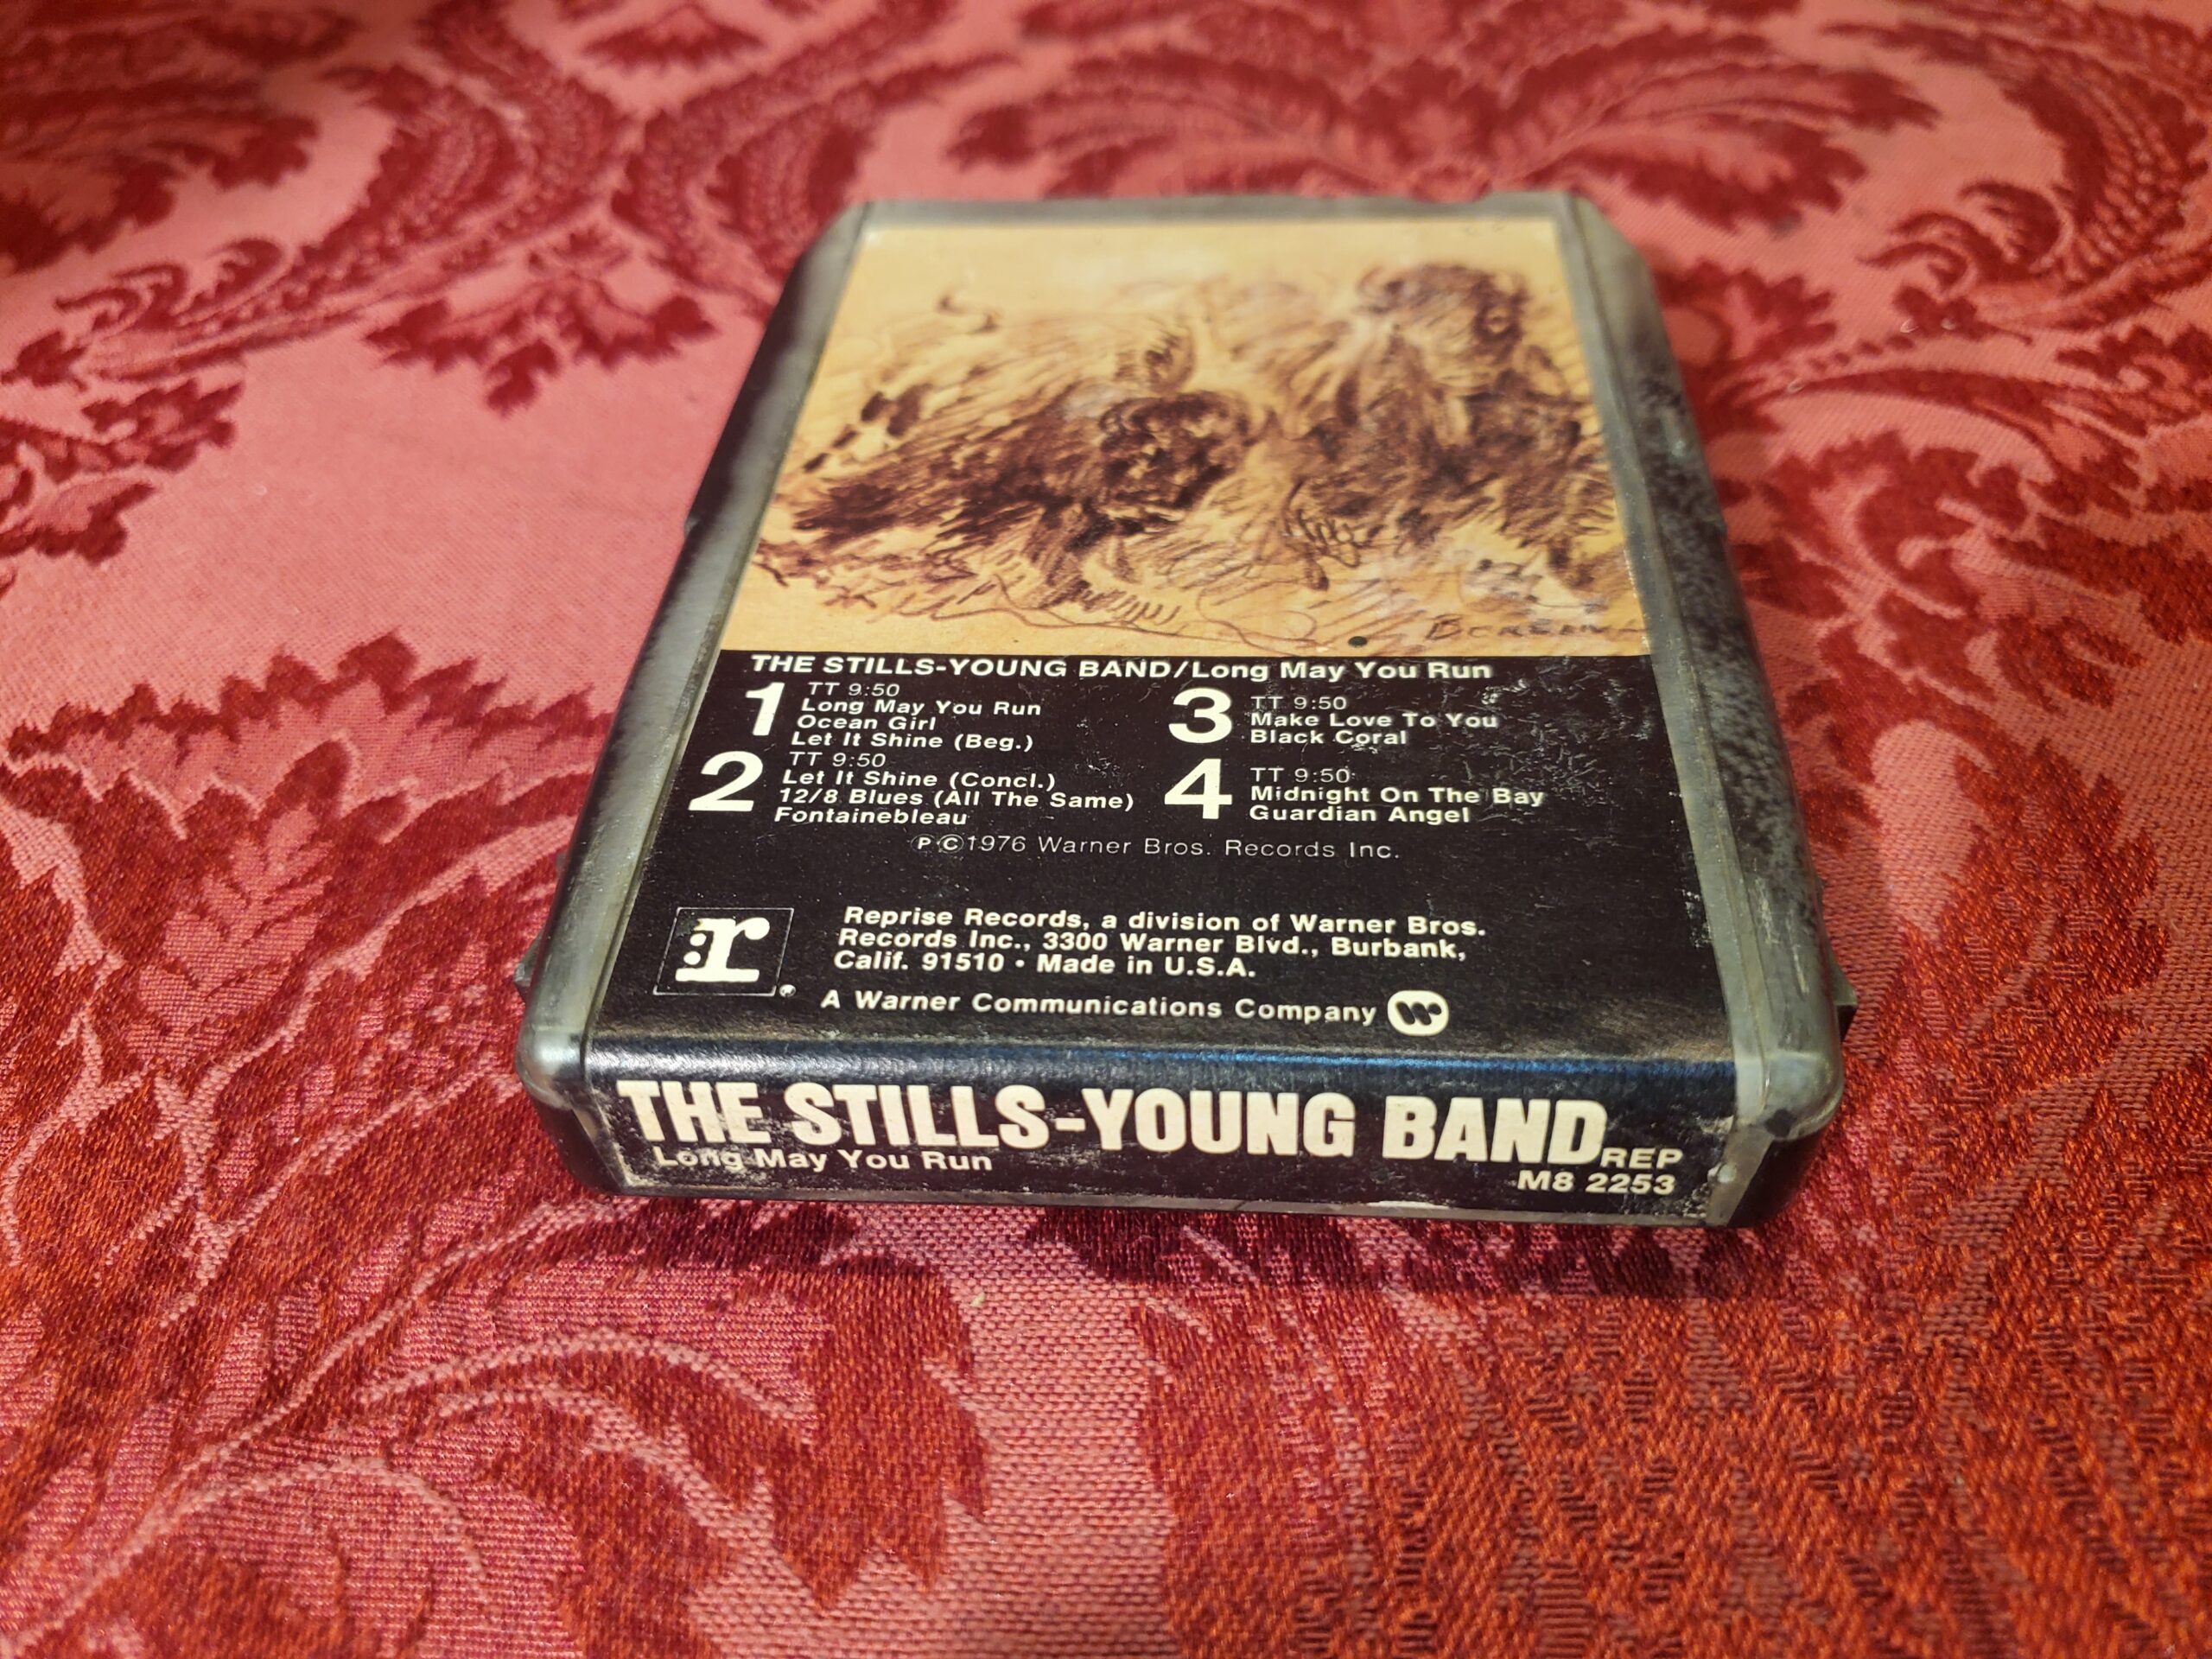 THE STILLS-YOUNG BAND/Long May You Run
1 TT 9:50
Long May You Run
Ocean Girl
Let It Shine (Beg.)
2 TT 9:50
Let It Shine (Concl.)
12/8 Blues (All The Same)
Fontainebleau
3 TT 9:50
Make Love To You
Black Coral
4 TT 9:50
Midnight On The Bay
Guardian Angel
℗©1976 Warner Bros. Records Inc.
:r
Reprise Records, a division of Warner Bros.
Records Inc., 3300 Warner Blvd., Burbank,
Calif. 91510 • Made in U.S.A.
A Warner Communications Company
THE STILLS-YOUNG BAND REP
Long May You Run M8 2253